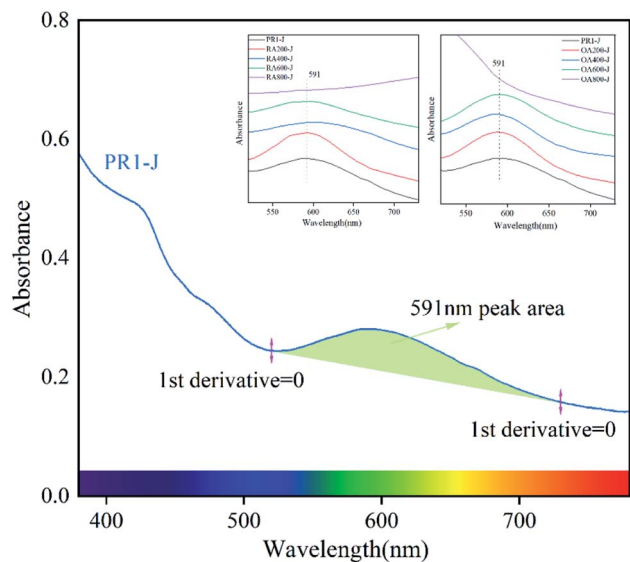 0.8
0.6
0.4
0.2
0.0
Absorbance
PR1-J
591nm peak area
1st derivative=0
1st derivative=0
400
500
600
700
Wavelength(nm)
PR1-J
RA200-J
RA400-J
RA600-J
RA800-J
591
Absorbance
550
600
650
700
Wavelength(nm)
PR1-J
OA200-J
OA400-J
OA600-J
OA800-J
591
Absorbance
550
600
650
700
Wavelength(nm)